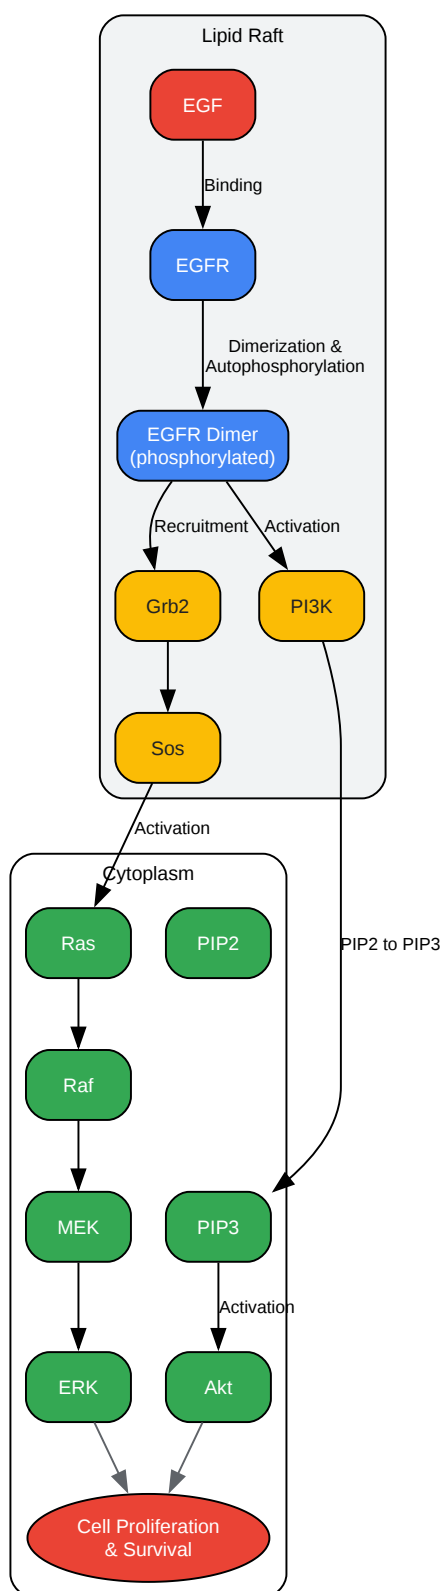 Lipid Raft
EGF
Binding
EGFR
Dimerization &
Autophosphorylation
EGFR Dimer
(phosphorylated)
Recruitment
Activation
Grb2
PI3K
Sos
Activation
Cytoplasm
Ras
PIP2
PIP2 to PIP3
Raf
MEK
PIP3
Activation
ERK
Akt
Cell Proliferation
& Survival